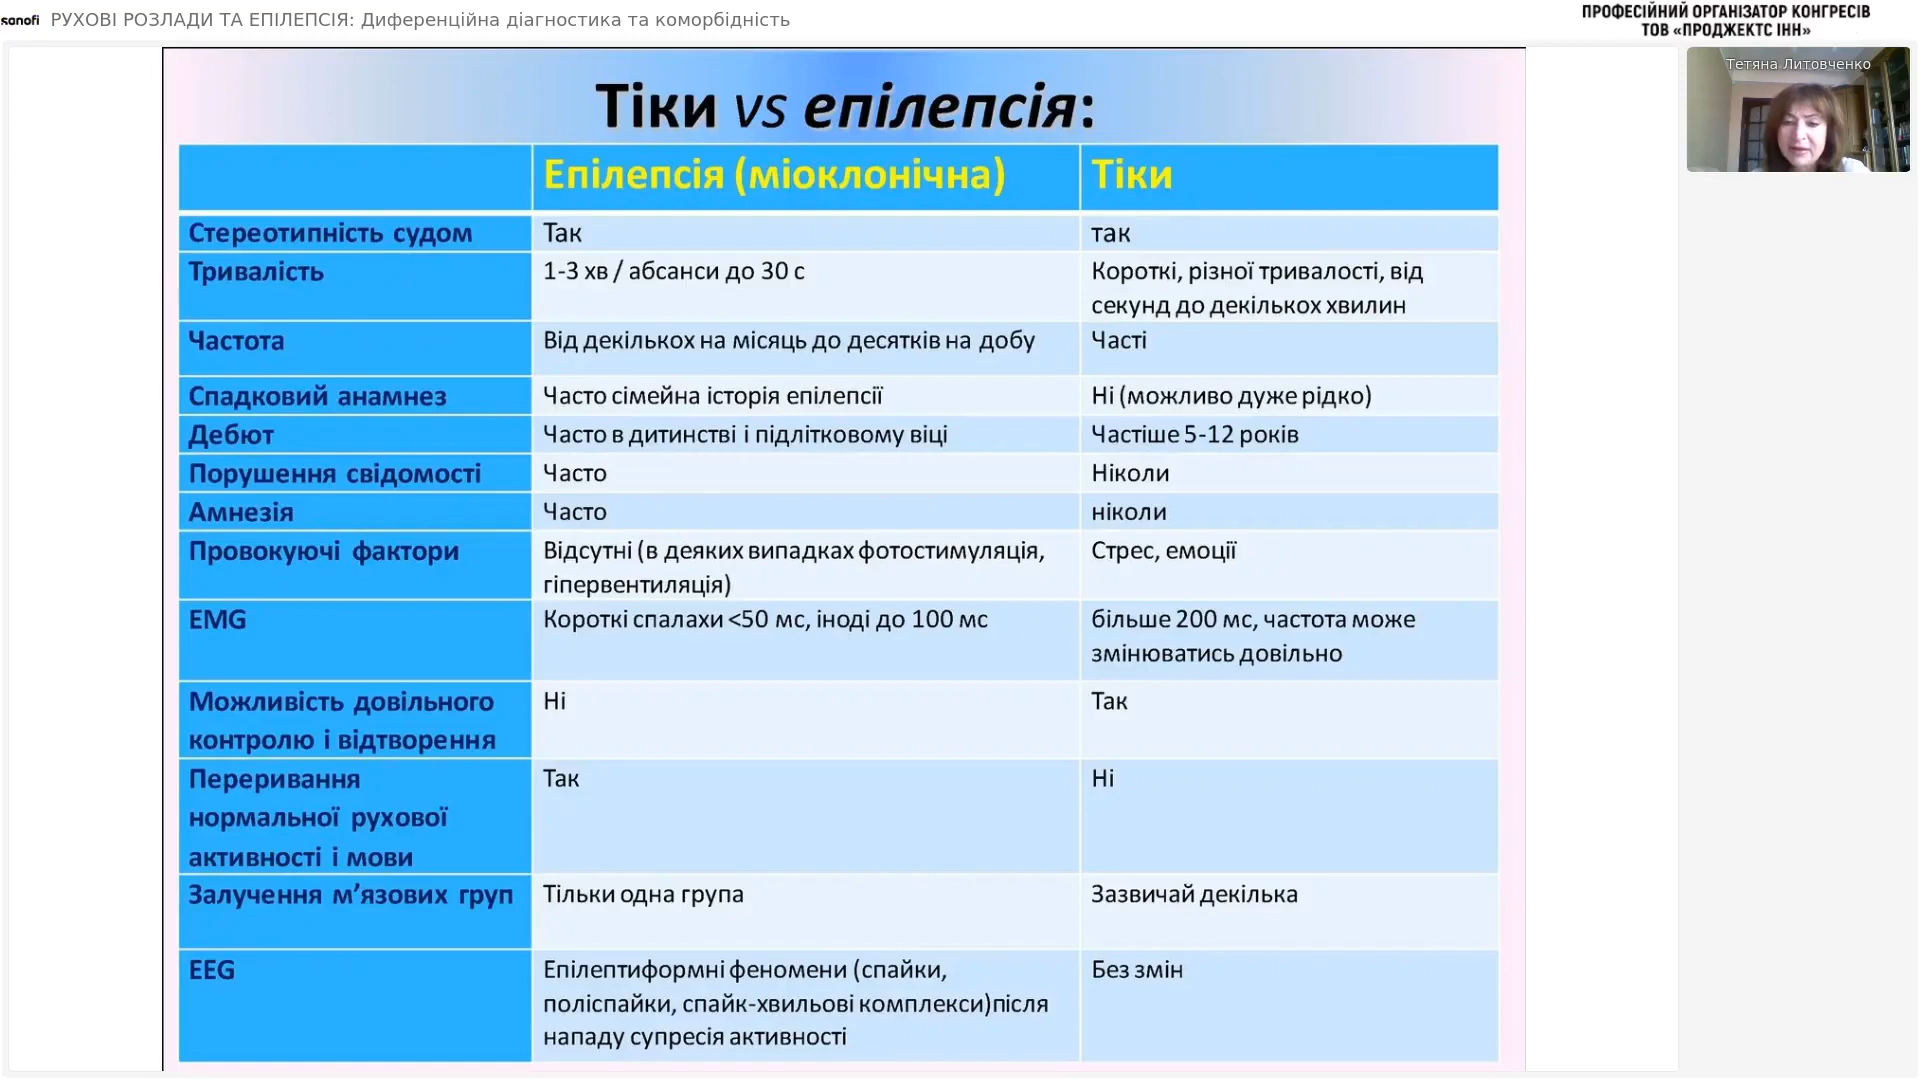 sanofi РУХОВІ РОЗЛАДИ ТА ЕПІЛЕПСІЯ: Диференційна діагностика та коморбідність
ПРОФЕСІЙНИЙ ОРГАНІЗАТОР КОНГРЕСІВ
ТОВ «ПРОДЖЕКТС ІНН»
Тетяна Литовченко
Тіки vs епілепсія:
Епілепсія (міоклонічна) Тіки
Стереотипність судом Так так
Тривалість 1-3 хв / абсанси до 30 с Короткі, різної тривалості, від
секунд до декількох хвилин
Частота Від декількох на місяць до десятків на добу Часті
Спадковий анамнез Часто сімейна історія епілепсії Ні (можливо дуже рідко)
Дебют Часто в дитинстві і підлітковому віці Частіше 5-12 років
Порушення свідомості Часто Ніколи
Амнезія Часто ніколи
Провокуючі фактори Відсутні (в деяких випадках фотостимуляція, Стрес, емоції
гіпервентиляція)
EMG Короткі спалахи <50 мс, іноді до 100 мс більше 200 мс, частота може
змінюватись довільно
Можливість довільного Ні Так
контролю і відтворення
Переривання Так Ні
нормальної рухової
активності і мови
Залучення м’язових груп Тільки одна група Зазвичай декілька
EEG Епілептиформні феномени (спайки, Без змін
поліспайки, спайк-хвильові комплекси)після
нападу супресія активності